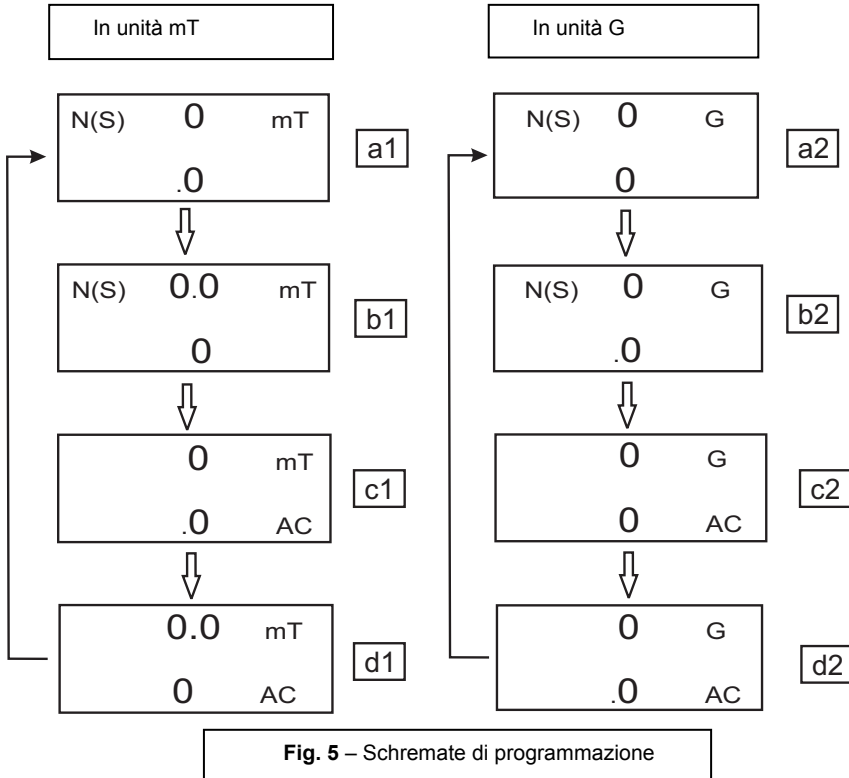 In unità mT
In unità G
N(S) 0 mT
.0
a1
N(S) 0 G
0
a2
N(S) 0.0 mT
0
b1
N(S) 0 G
.0
b2
0 mT
.0 AC
c1
0 G
0 AC
c2
0.0 mT
0 AC
d1
0 G
.0 AC
d2
Fig. 5 – Schremate di programmazione